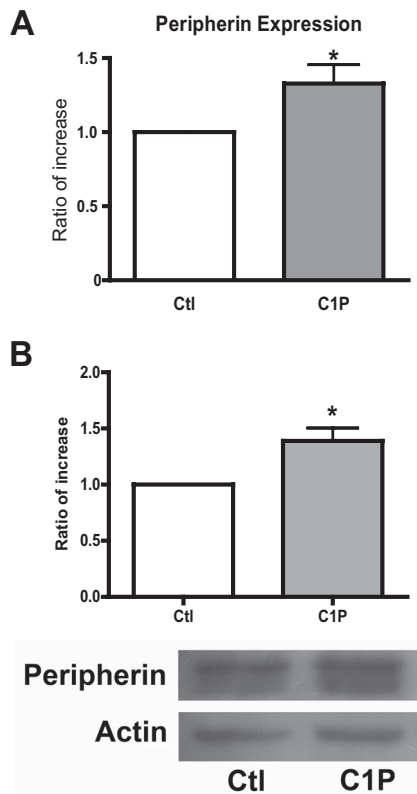 A
Peripherin Expression
Ratio of increase
1.5
1.0
0.5
0
*
Ctl
C1P
B
Ratio of increase
2.0
1.5
1.0
0.5
0.0
*
Ctl
C1P
Peripherin
Actin
Ctl
C1P